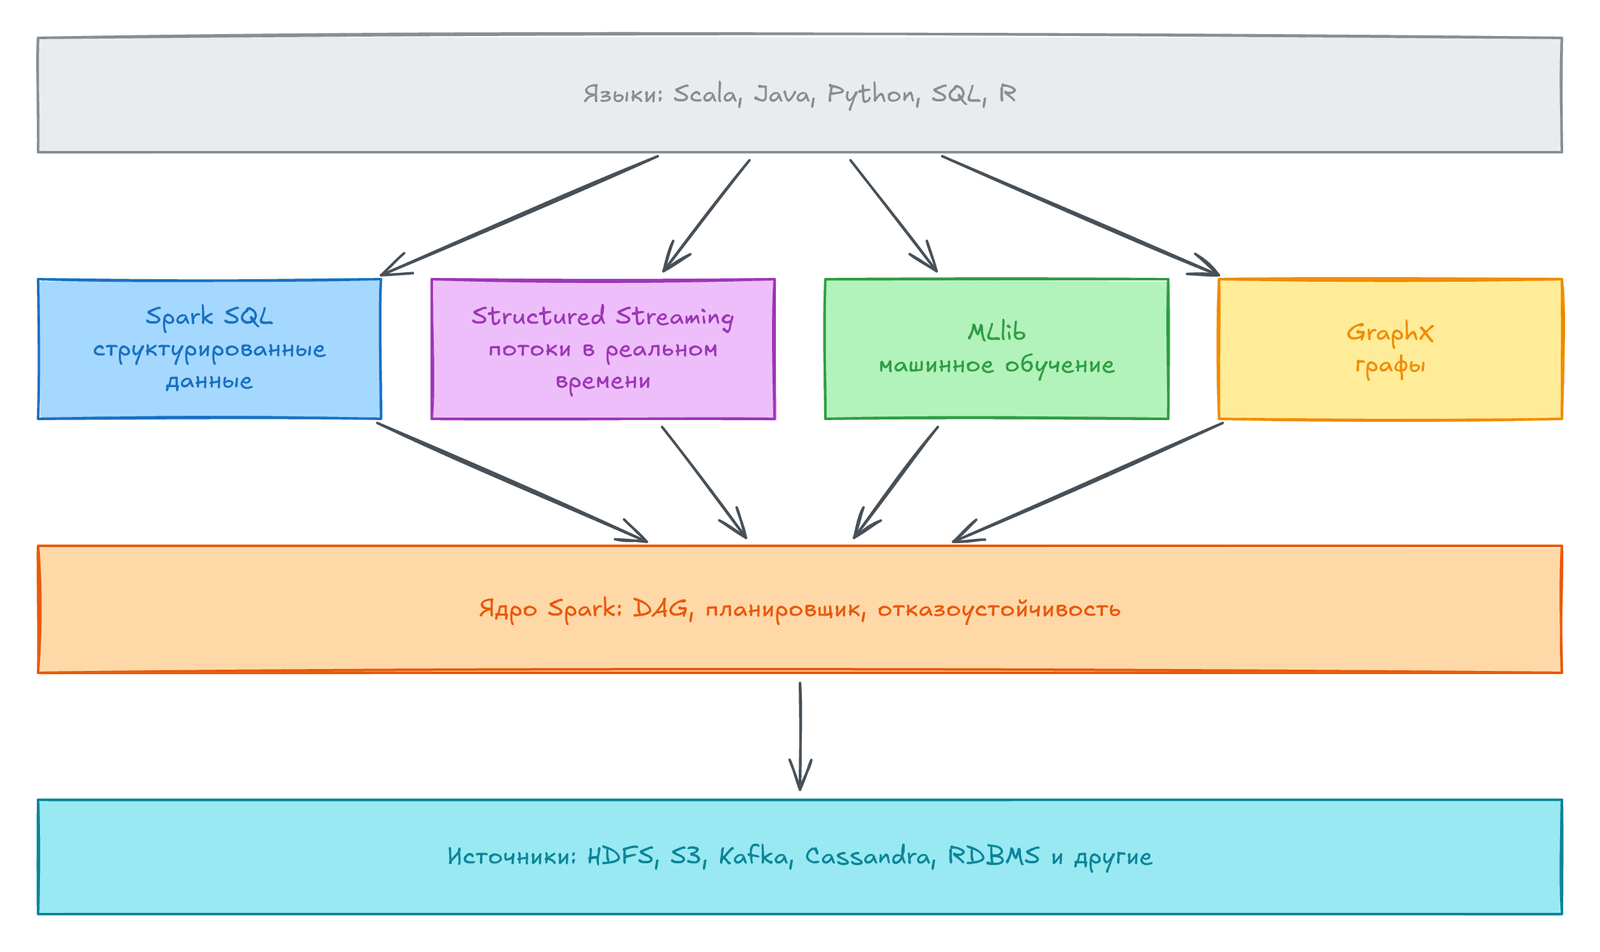 Языки: Scala, Java, Python, SQL, R
Spark SQL
структурированные
данные
Structured Streaming
потоки в реальном
времени
MLlib
машинное обучение
GraphX
графы
Ядро Spark: DAG, планировщик, отказоустойчивость
Источники: HDFS, S3, Kafka, Cassandra, RDBMS и другие